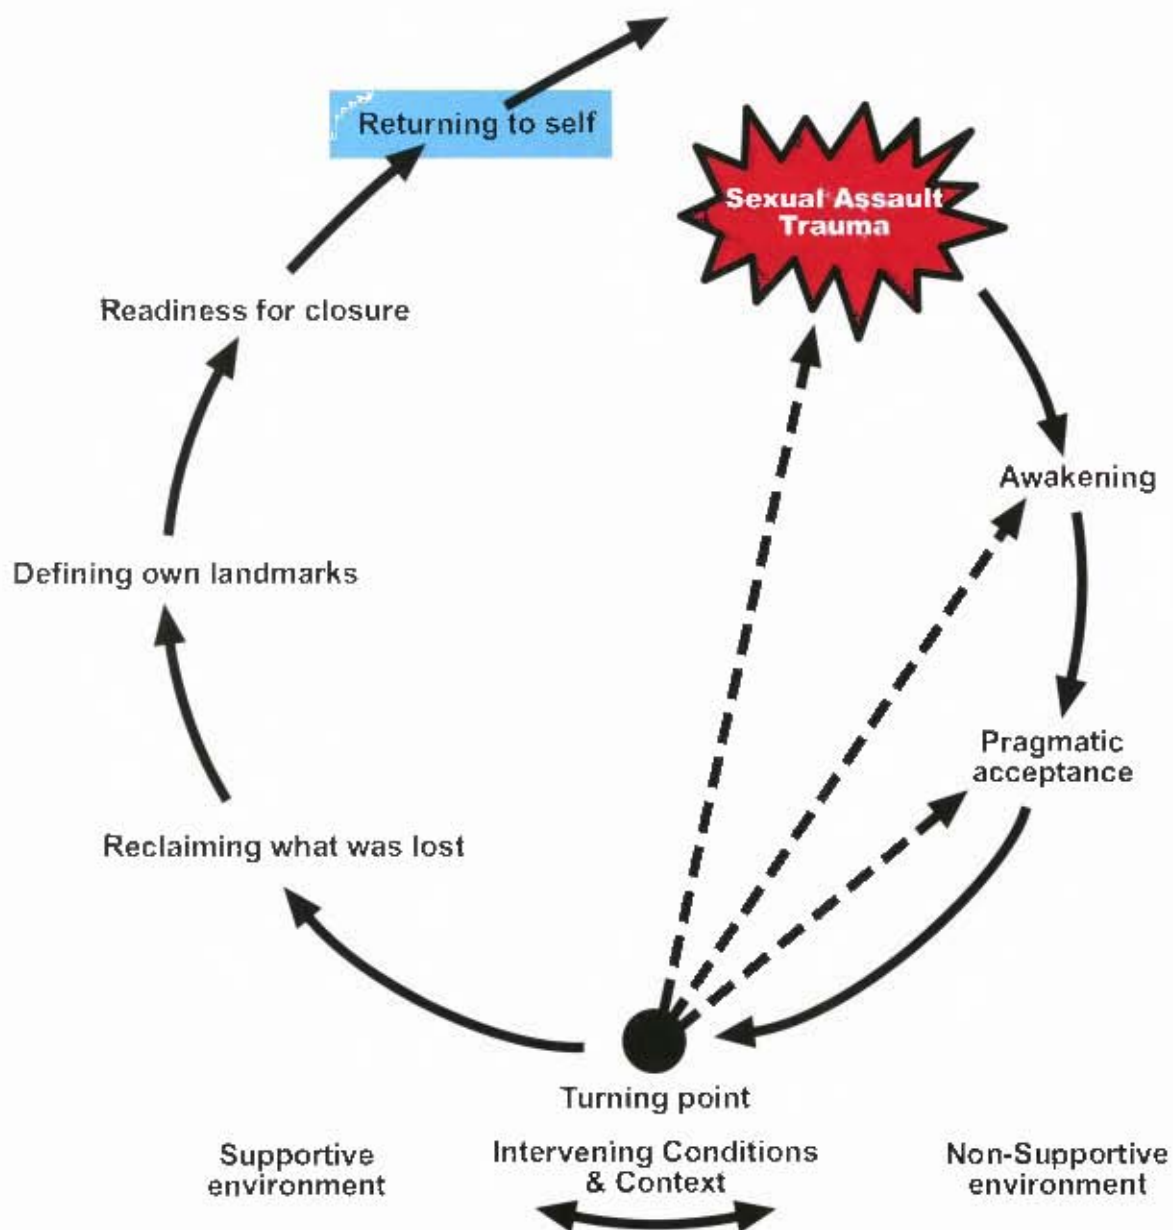 Returning to self
Sexual Assault
Trauma
Readiness for closure
Awakening
Defining own landmarks
Pragmatic
acceptance
Reclaiming what was lost
Turning point
Supportive
environment
Intervening Conditions
& Context
Non-Supportive
environment